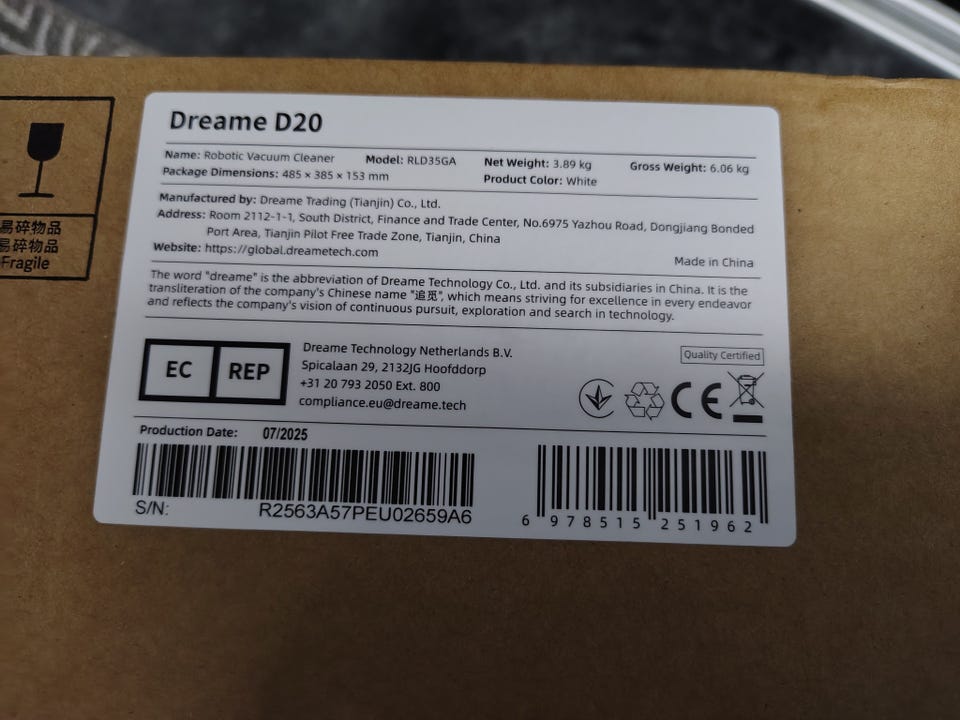 Dreame D20
Name: Robotic Vacuum Cleaner Model: RLD35GA Net Weight: 3.89 kg Gross Weight: 6.06 kg
Package Dimensions: 485 × 385 × 153 mm Product Color: White
Manufactured by: Dreame Trading (Tianjin) Co., Ltd.
Address: Room 2112-1-1, South District, Finance and Trade Center, No.6975 Yazhou Road, Dongjiang Bonded
Port Area, Tianjin Pilot Free Trade Zone, Tianjin, China
Website: https://global.dreametech.com
Made in China
The word "dreame" is the abbreviation of Dreame Technology Co., Ltd. and its subsidiaries in China. It is the
transliteration of the company's Chinese name "追觅", which means striving for excellence in every endeavor
and reflects the company's vision of continuous pursuit, exploration and search in technology.
EC REP
Dreame Technology Netherlands B.V.
Spicalaan 29, 2132JG Hoofddorp
+31 20 793 2050 Ext. 800
compliance.eu@dreame.tech
Quality Certified
CE
Production Date: 07/2025
S/N: R2563A57PEU02659A6
6 978515 251962
易碎物品
易碎物品
Fragile